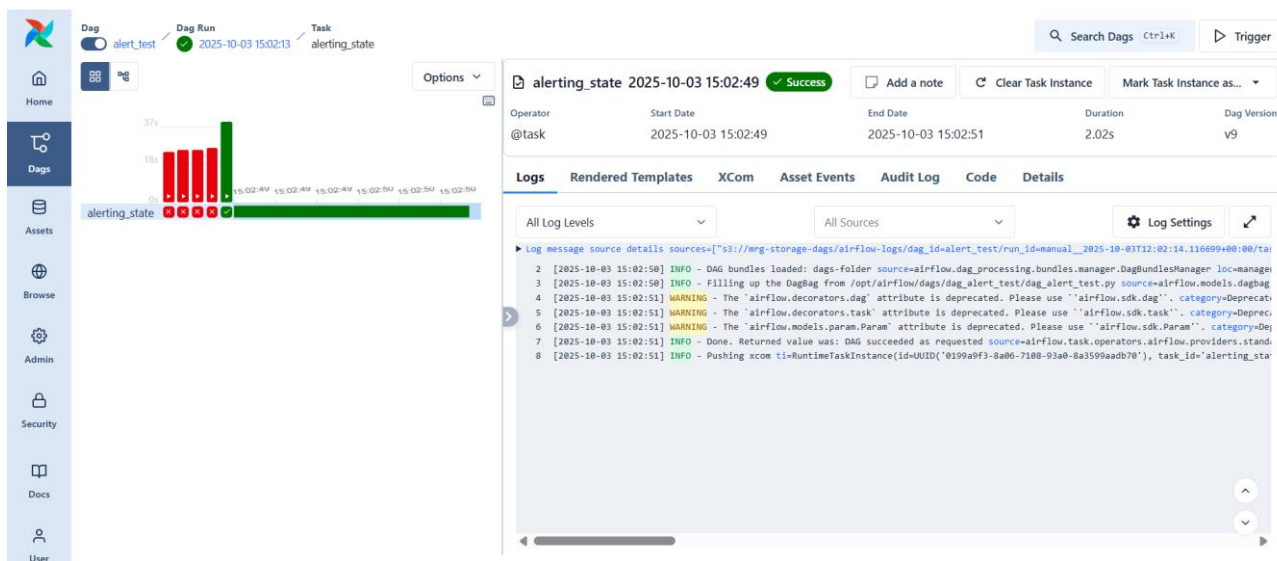 Dag
Dag Run
Task
alert_test
2025-10-03 15:02:13
alerting_state
Search Dags Ctrl+K
Trigger
Home
Dags
Assets
Browse
Admin
Security
Docs
User
Options
37s
18s
0s
15:02:49 15:02:49 15:02:49 15:02:50 15:02:50 15:02:50
alerting_state
alerting_state 2025-10-03 15:02:49 Success
Add a note
Clear Task Instance
Mark Task Instance as...
Operator
Start Date
End Date
Duration
Dag Version
@task
2025-10-03 15:02:49
2025-10-03 15:02:51
2.02s
v9
Logs
Rendered Templates
XCom
Asset Events
Audit Log
Code
Details
All Log Levels
All Sources
Log Settings
Log message source details sources=["s3://mrg-storage-dags/airflow-logs/dag_id=alert_test/run_id=manual__2025-10-03T12:02:14.116699+00:00/tas
2 [2025-10-03 15:02:50] INFO - DAG bundles loaded: dags-folder source=airflow.dag_processing.bundles.manager.DagBundlesManager loc=manager
3 [2025-10-03 15:02:50] INFO - Filling up the DagBag from /opt/airflow/dags/dag_alert_test/dag_alert_test.py source=airflow.models.dagbag
4 [2025-10-03 15:02:51] WARNING - The `airflow.decorators.dag` attribute is deprecated. Please use `'airflow.sdk.dag'`. category=Deprecat
5 [2025-10-03 15:02:51] WARNING - The `airflow.decorators.task` attribute is deprecated. Please use `'airflow.sdk.task'`. category=Deprec
6 [2025-10-03 15:02:51] WARNING - The `airflow.models.param.Param` attribute is deprecated. Please use `'airflow.sdk.Param'`. category=De
7 [2025-10-03 15:02:51] INFO - Done. Returned value was: DAG succeeded as requested source=airflow.task.operators.airflow.providers.stand
8 [2025-10-03 15:02:51] INFO - Pushing xcom ti=RuntimeTaskInstance(id=UUID('0199a9f3-8a06-7108-93a0-8a3599aadb70'), task_id='alerting_sta